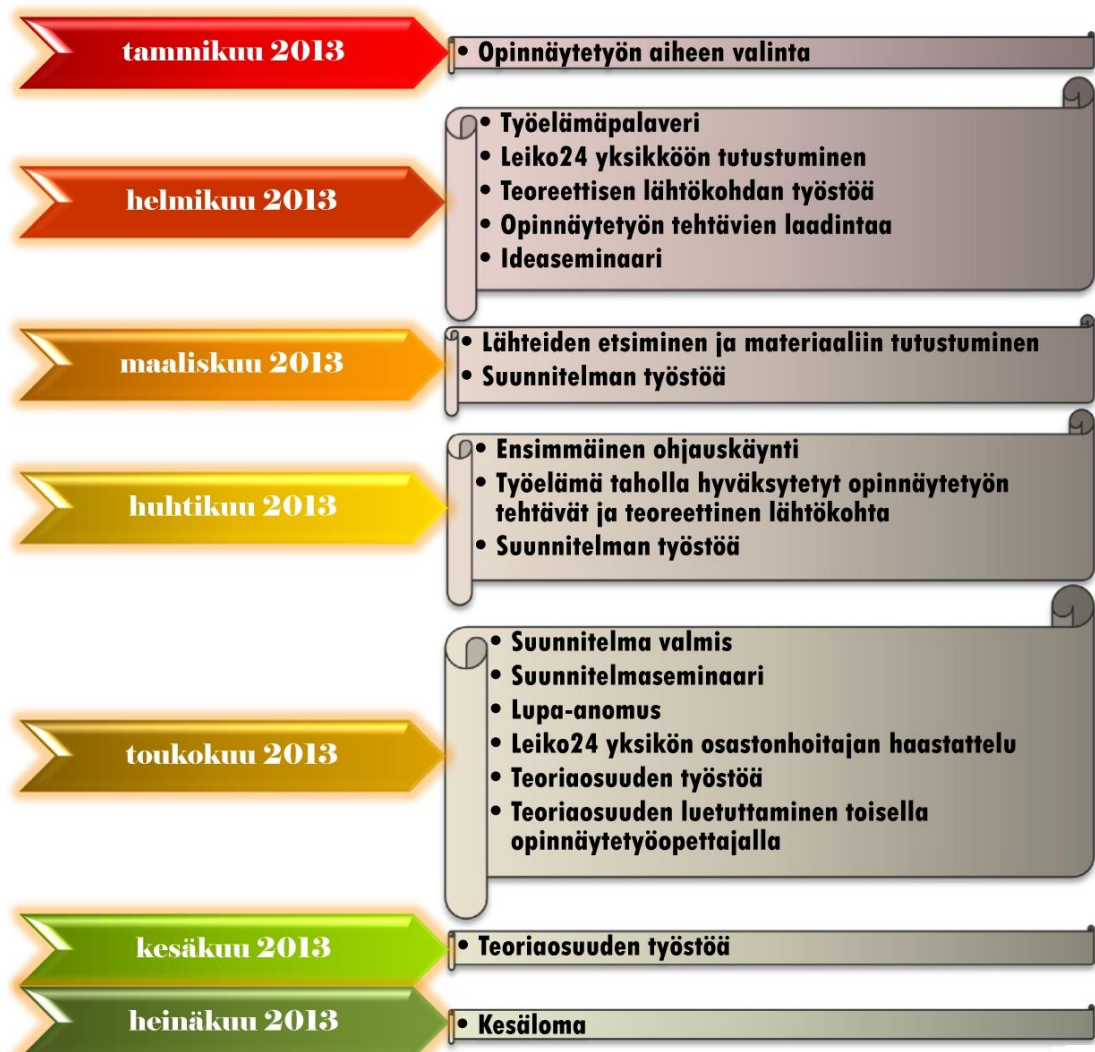 tammikuu 2013
• Opinnäytetyön aiheen valinta
helmikuu 2013
• Työelämäpalaveri
• Leiko24 yksikköön tutustuminen
• Teoreettisen lähtökohdan työstöä
• Opinnäytetyön tehtävien laadintaa
• Ideaseminaari
maaliskuu 2013
• Lähteiden etsiminen ja materiaaliin tutustuminen
• Suunnitelman työstöä
huhtikuu 2013
• Ensimmäinen ohjauskäynti
• Työelämä taholla hyväksytetyt opinnäytetyön
tehtävät ja teoreettinen lähtökohta
• Suunnitelman työstöä
toukokuu 2013
• Suunnitelma valmis
• Suunnitelmaseminaari
• Lupa-anomus
• Leiko24 yksikön osastonhoitajan haastattelu
• Teoriaosuuden työstöä
• Teoriaosuuden luetuttaminen toisella
opinnäytetyöopettajalla
kesäkuu 2013
• Teoriaosuuden työstöä
heinäkuu 2013
• Kesäloma